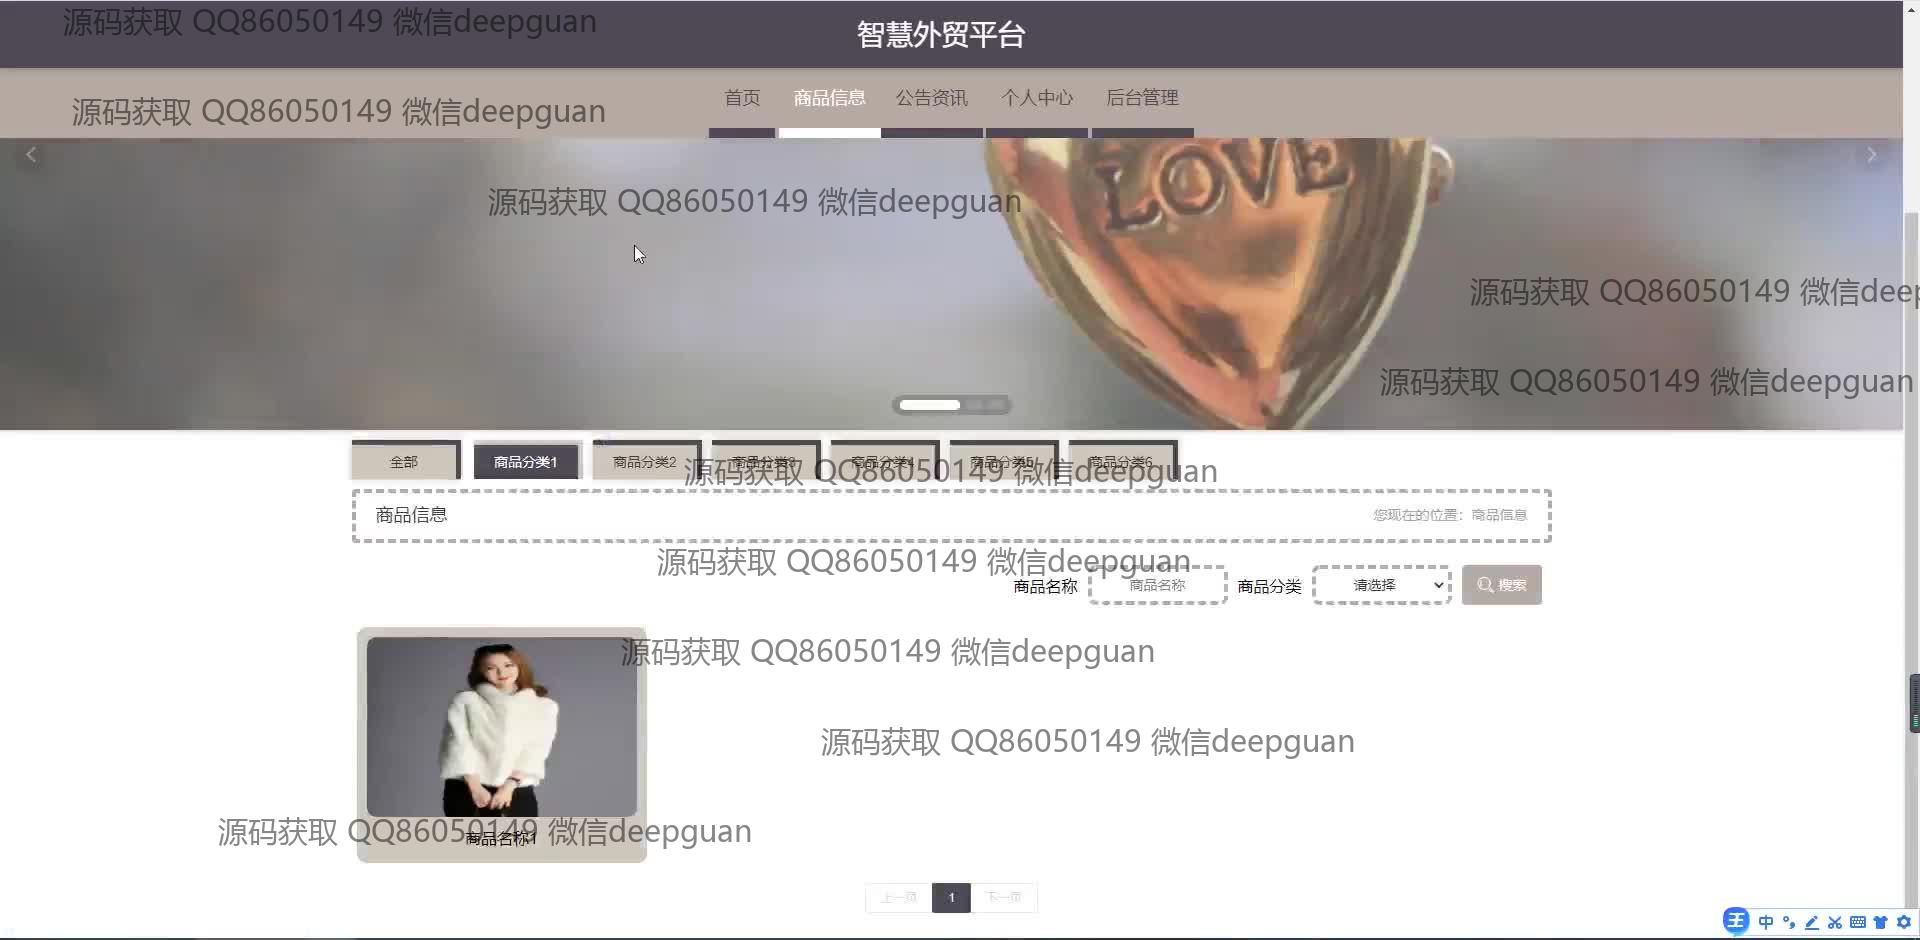 源码获取 QQ86050149 微信deepguan
智慧外贸平台
首页 商品信息 公告资讯 个人中心 后台管理
源码获取 QQ86050149 微信deepguan
LOVE
源码获取 QQ86050149 微信deepguan
源码获取 QQ86050149 微信deep
源码获取 QQ86050149 微信deepguan
全部 商品分类1 商品分类2 商品分类3 商品分类4 商品分类5 商品分类6
源码获取 QQ86050149 微信deepguan
商品信息 您现在的位置：商品信息
源码获取 QQ86050149 微信deepguan
商品名称 商品名称 商品分类 请选择 搜索
源码获取 QQ86050149 微信deepguan
源码获取 QQ86050149 微信deepguan
源码获取 QQ86050149 微信deepguan
商品名称1
上一页 1 下一页
王 中